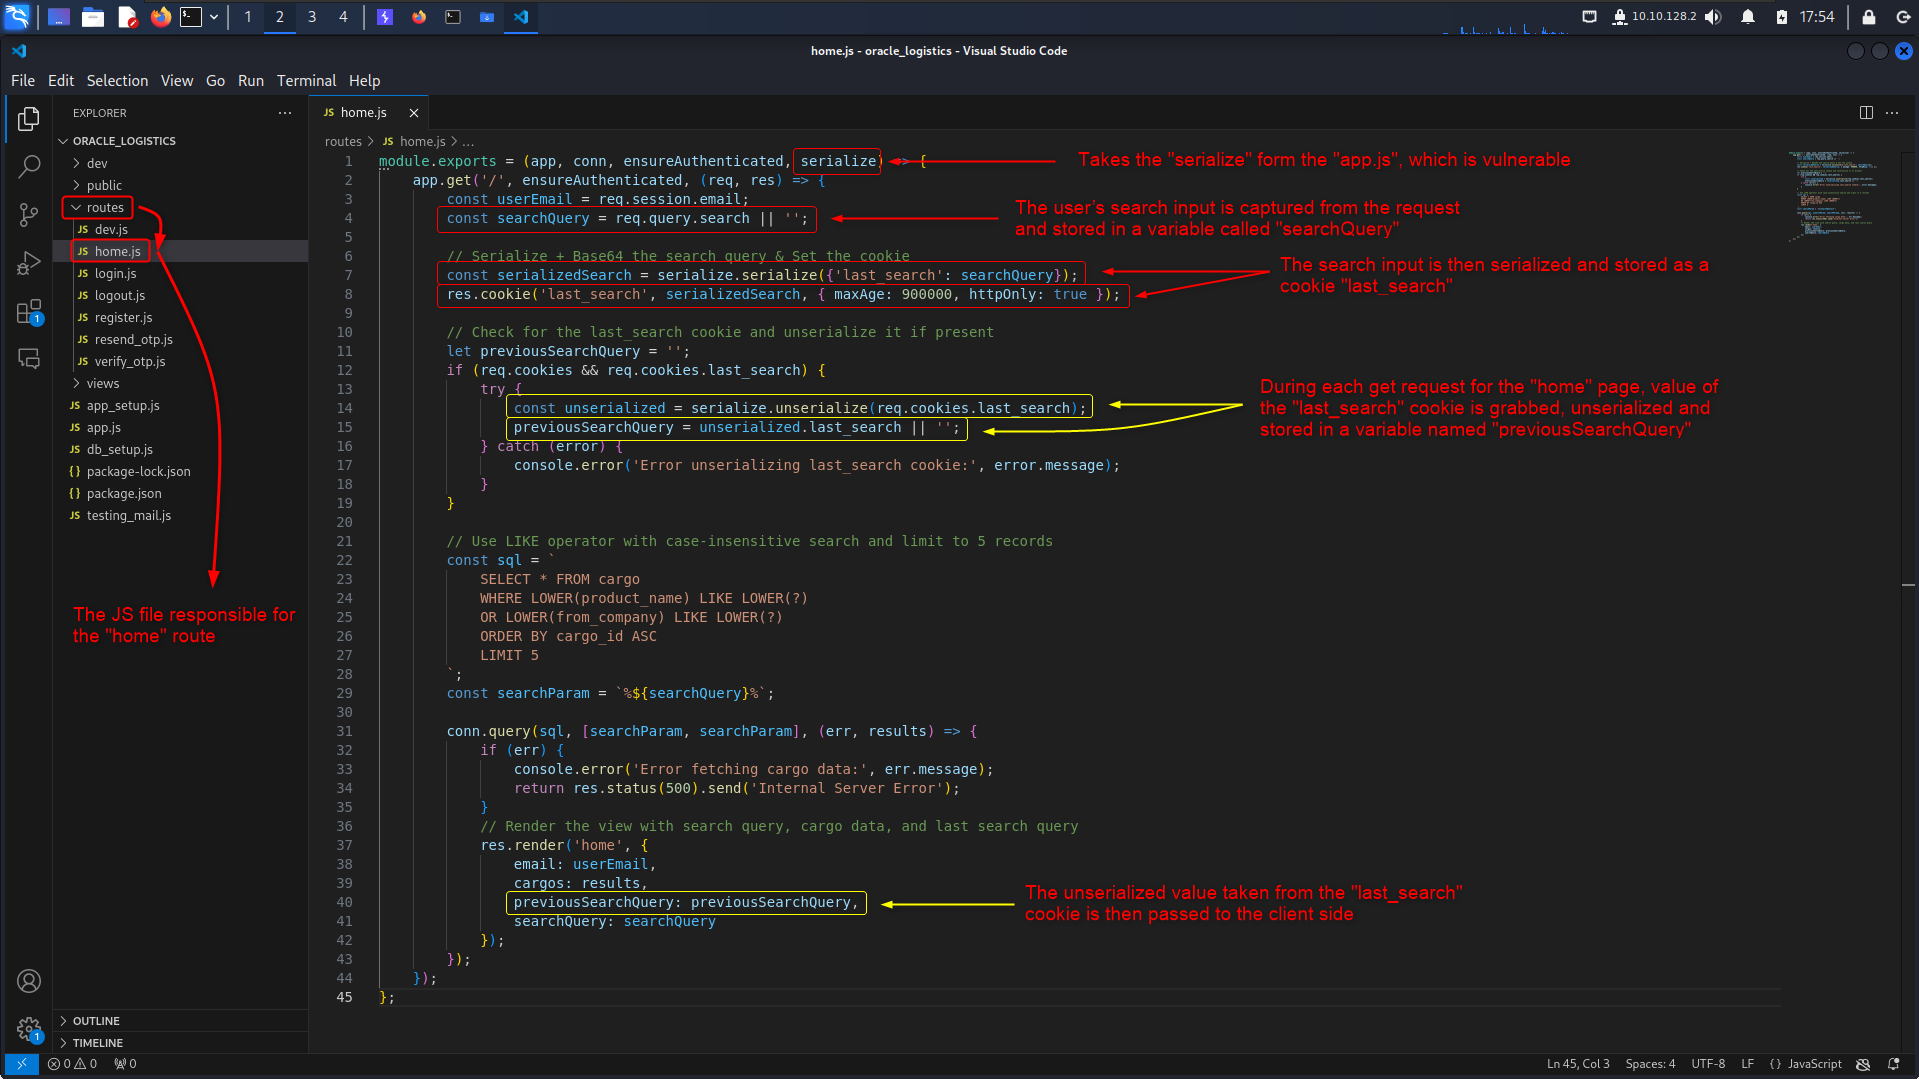 1 2 3 4 10.10.128.2 17:54
home.js - oracle_logistics - Visual Studio Code
File Edit Selection View Go Run Terminal Help
EXPLORER
ORACLE_LOGISTICS
dev
public
routes
JS dev.js
JS home.js
JS login.js
JS logout.js
JS register.js
JS resend_otp.js
JS verify_otp.js
views
JS app_setup.js
JS app.js
JS db_setup.js
{} package-lock.json
{} package.json
JS testing_mail.js
The JS file responsible for
the "home" route
1
1
OUTLINE
TIMELINE
JS home.js
routes > JS home.js > ...
1 module.exports = (app, conn, ensureAuthenticated, serialize) => {
2 app.get('/', ensureAuthenticated, (req, res) => {
3 const userEmail = req.session.email;
4 const searchQuery = req.query.search || '';
5
6 // Serialize + Base64 the search query & Set the cookie
7 const serializedSearch = serialize.serialize({'last_search': searchQuery});
8 res.cookie('last_search', serializedSearch, { maxAge: 900000, httpOnly: true });
9
10 // Check for the last_search cookie and unserialize it if present
11 let previousSearchQuery = '';
12 if (req.cookies && req.cookies.last_search) {
13 try {
14 const unserialized = serialize.unserialize(req.cookies.last_search);
15 previousSearchQuery = unserialized.last_search || '';
16 } catch (error) {
17 console.error('Error unserializing last_search cookie:', error.message);
18 }
19 }
20
21 // Use LIKE operator with case-insensitive search and limit to 5 records
22 const sql = `
23 SELECT * FROM cargo
24 WHERE LOWER(product_name) LIKE LOWER(?)
25 OR LOWER(from_company) LIKE LOWER(?)
26 ORDER BY cargo_id ASC
27 LIMIT 5
28 `;
29 const searchParam = `%${searchQuery}%`;
30
31 conn.query(sql, [searchParam, searchParam], (err, results) => {
32 if (err) {
33 console.error('Error fetching cargo data:', err.message);
34 return res.status(500).send('Internal Server Error');
35 }
36 // Render the view with search query, cargo data, and last search query
37 res.render('home', {
38 email: userEmail,
39 cargos: results,
40 previousSearchQuery: previousSearchQuery,
41 searchQuery: searchQuery
42 });
43 });
44 });
45 };
Takes the "serialize" form the "app.js", which is vulnerable
The user's search input is captured from the request
and stored in a variable called "searchQuery"
The search input is then serialized and stored as a
cookie "last_search"
During each get request for the "home" page, value of
the "last_search" cookie is grabbed, unserialized and
stored in a variable named "previousSearchQuery"
The unserialized value taken from the "last_search"
cookie is then passed to the client side
0 0 0 Ln 45, Col 3 Spaces: 4 UTF-8 LF {} JavaScript